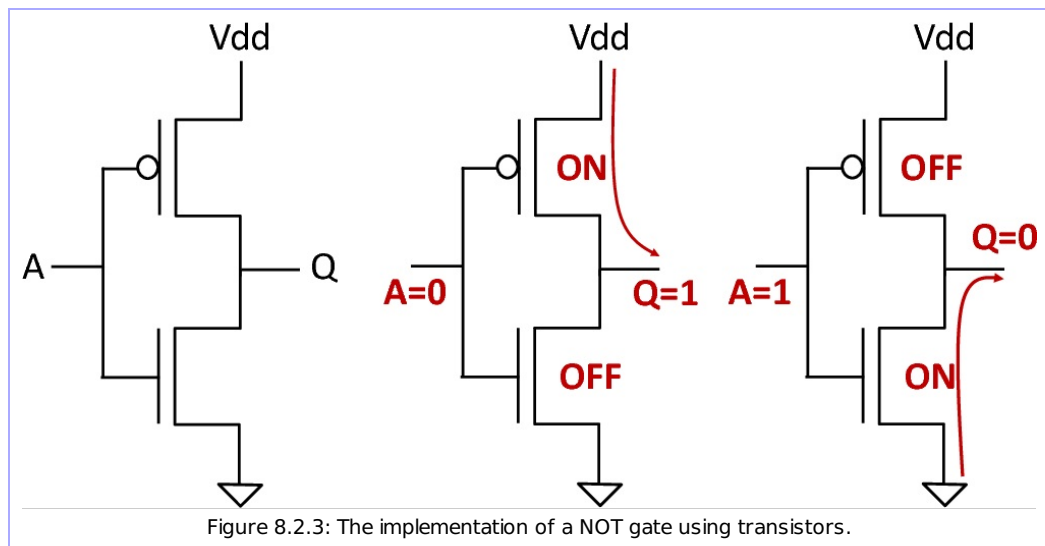 Vdd
A
Q
Vdd
ON
A=0
Q=1
OFF
Vdd
OFF
Q=0
A=1
ON
Figure 8.2.3: The implementation of a NOT gate using transistors.